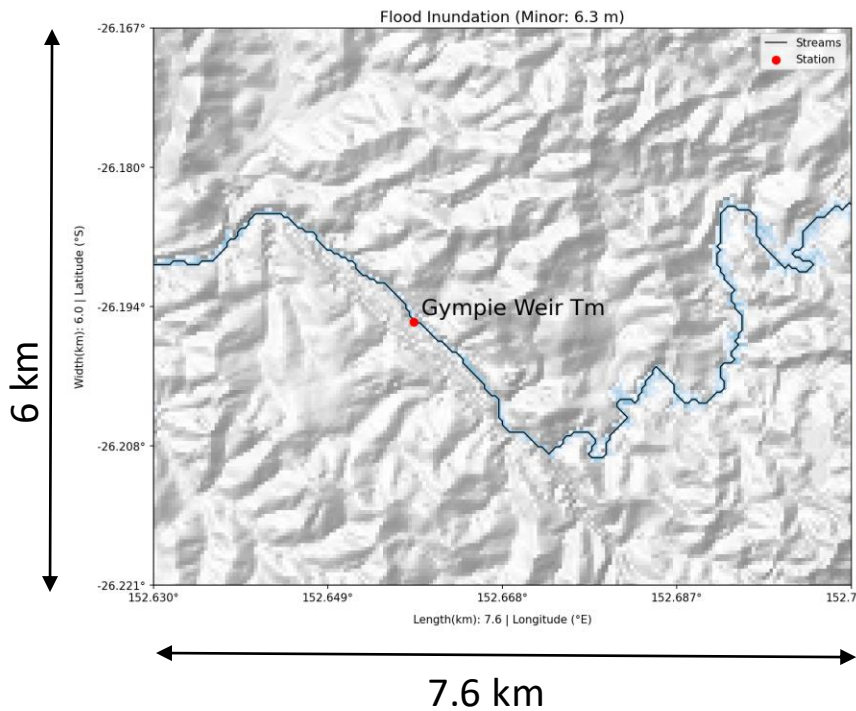 Flood Inundation (Minor: 6.3 m)
-26.167°
Streams
Station
-26.180°
-26.194°
Gympie Weir Tm
-26.208°
-26.221°
Width(km): 6.0 | Latitude (°S)
6 km
152.630°
152.649°
152.668°
152.687°
152.7
Length(km): 7.6 | Longitude (°E)
7.6 km